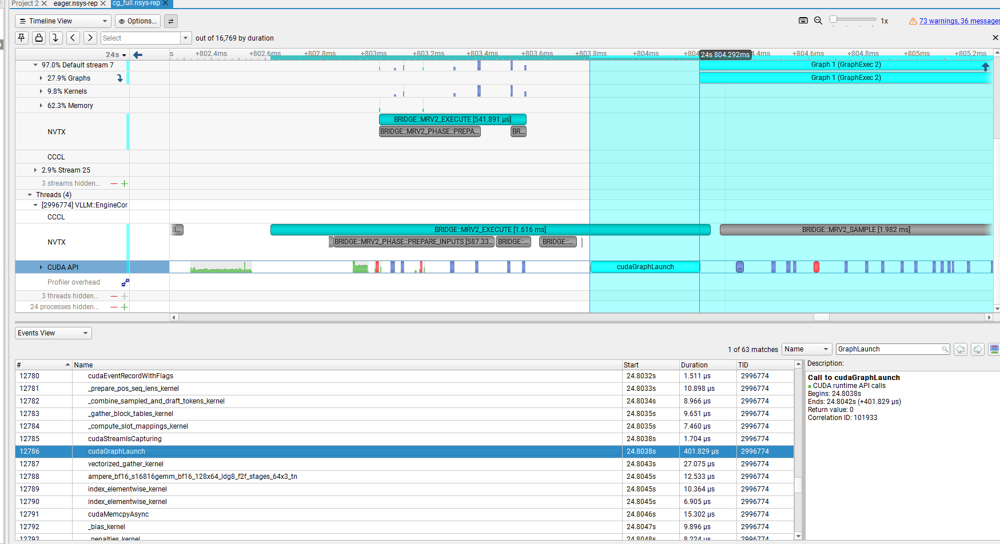 Project 2 eager.nsys-rep cg_full.nsys-rep
Timeline View Options... 1x 73 warnings, 36 messages
Select out of 16,769 by duration
24s s +802.4ms +802.6ms +802.8ms +803ms +803.2ms +803.4ms +803.6ms +803.8ms +804ms 24s 804.292ms +804.6ms +804.8ms +805ms +805.2ms
97.0% Default stream 7 Graph 1 (GraphExec 2)
27.9% Graphs Graph 1 (GraphExec 2)
9.8% Kernels
62.3% Memory
BRIDGE::MRV2_EXECUTE [541.891 µs]
NVTX BRIDGE::MRV2_PHASE::PREPA... BR...
CCCL
2.9% Stream 25
3 streams hidden...
Threads (4)
[2996774] VLLM::EngineCor
CCCL
B... BRIDGE::MRV2_EXECUTE [1.616 ms] BRIDGE::MRV2_SAMPLE [1.982 ms]
NVTX BRIDGE::MRV2_PHASE::PREPARE_INPUTS [587.33... BRIDGE::... BRIDGE::...
CUDA API cudaGraphLaunch ...
Profiler overhead
3 threads hidden...
24 processes hidden...
Events View
1 of 63 matches Name GraphLaunch
# Name Start Duration TID Description:
12780 cudaEventRecordWithFlags 24.8032s 1.511 µs 2996774
12781 _prepare_pos_seq_lens_kernel 24.8033s 10.898 µs 2996774
12782 _combine_sampled_and_draft_tokens_kernel 24.8034s 8.966 µs 2996774
12783 _gather_block_tables_kernel 24.8035s 9.651 µs 2996774
12784 _compute_slot_mappings_kernel 24.8035s 7.460 µs 2996774
12785 cudaStreamIsCapturing 24.8038s 1.704 µs 2996774
12786 cudaGraphLaunch 24.8038s 401.829 µs 2996774
12787 vectorized_gather_kernel 24.8043s 27.075 µs 2996774
12788 ampere_bf16_s16816gemm_bf16_128x64_ldg8_f2f_stages_64x3_tn 24.8045s 12.533 µs 2996774
12789 index_elementwise_kernel 24.8045s 10.364 µs 2996774
12790 index_elementwise_kernel 24.8045s 6.905 µs 2996774
12791 cudaMemcpyAsync 24.8046s 15.302 µs 2996774
12792 _bias_kernel 24.8047s 9.896 µs 2996774
12793 _penalties_kernel 24.8048s 8.224 µs 2996774
Call to cudaGraphLaunch
CUDA runtime API calls
Begins: 24.8038s
Ends: 24.8042s (+401.829 µs)
Return value: 0
Correlation ID: 101933